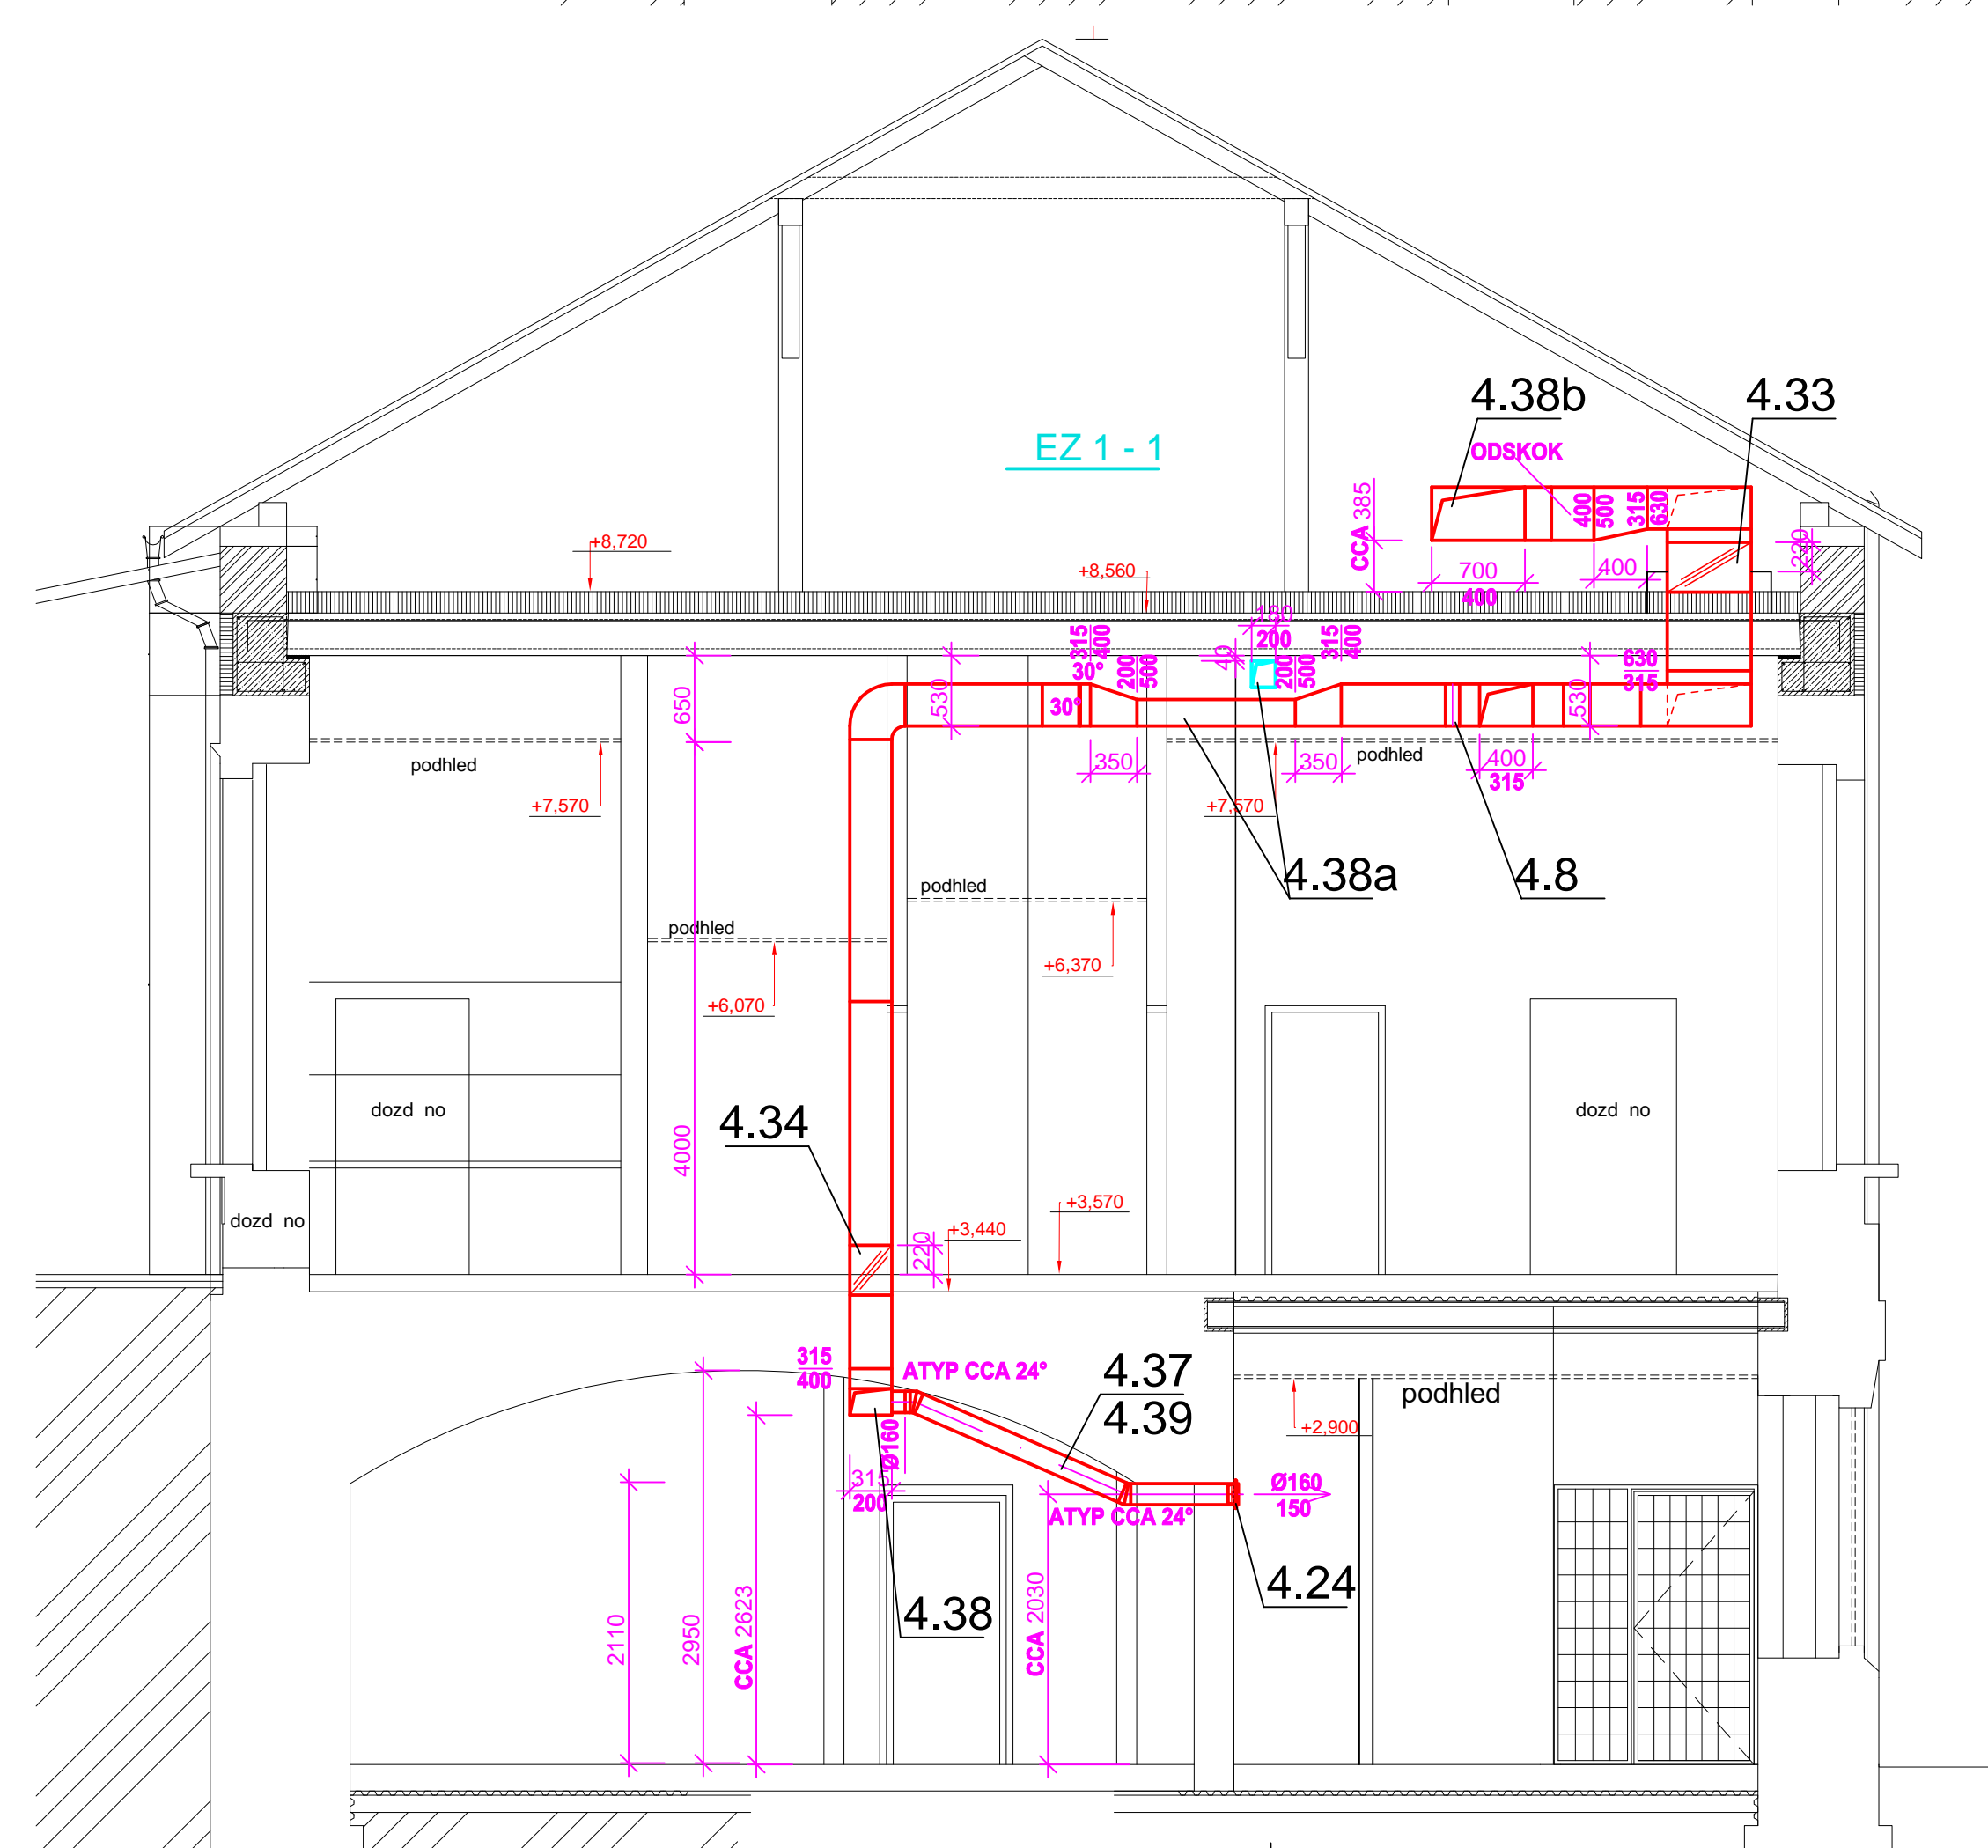 4.38b
4.33
ODSKOK
EZ 1 - 1
CCA 385
400
500
315
630
220
+8,720
+8,560
700
400
400
180
200
315
400
30°
200
500
40
200
500
315
400
630
315
650
530
30°
530
podhled
350
350
podhled
400
315
+7,570
+7,570
4.38a
4.8
podhled
podhled
+6,370
+6,070
dozd no
dozd no
4.34
4000
dozd no
+3,570
+3,440
220
315
400
ATYP CCA 24°
4.37
4.39
podhled
+2,900
Ø160
315
200
Ø160
150
ATYP CCA 24°
4.24
4.38
2110
2950
CCA 2623
CCA 2030